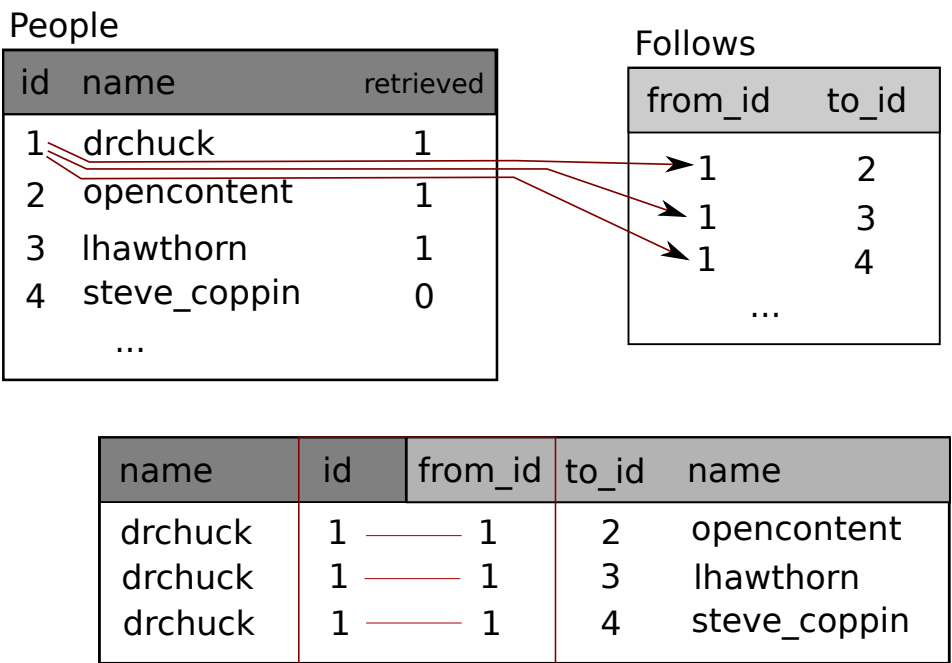 People
id name retrieved
1 drchuck 1
2 opencontent 1
3 lhawthorn 1
4 steve_coppin 0
...
Follows
from_id to_id
1 2
1 3
1 4
...
name id from_id to_id name
drchuck 1 1 2 opencontent
drchuck 1 1 3 lhawthorn
drchuck 1 1 4 steve_coppin